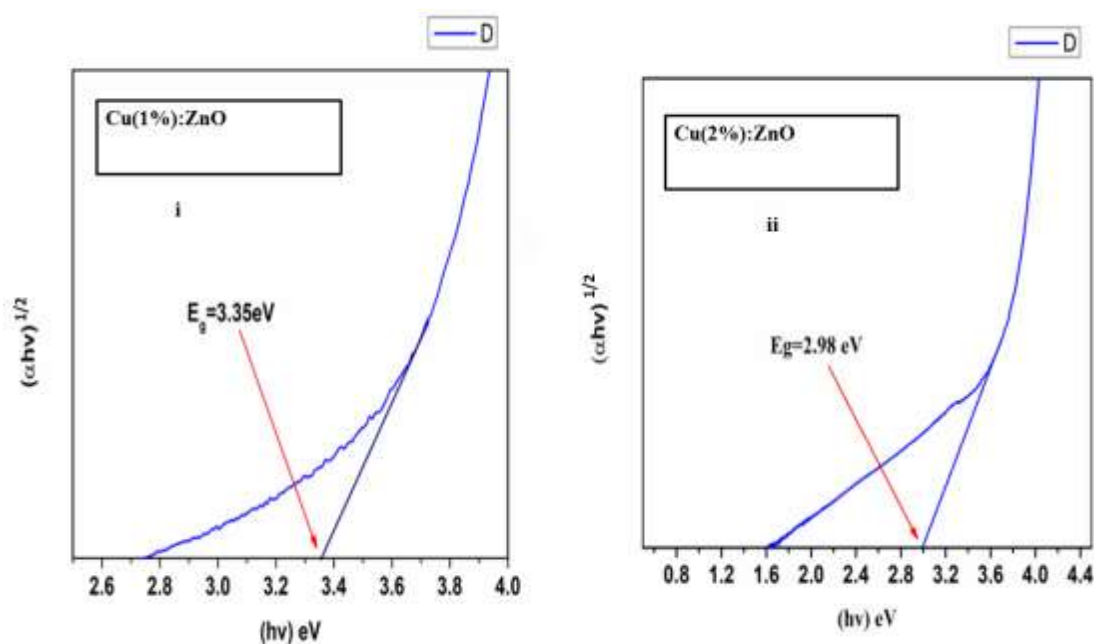 D
Cu(1%):ZnO
i
E_g=3.35eV
(αhν) 1/2
2.6 2.8 3.0 3.2 3.4 3.6 3.8 4.0
(hν) eV
D
Cu(2%):ZnO
ii
Eg=2.98 eV
(αhν) 1/2
0.8 1.2 1.6 2.0 2.4 2.8 3.2 3.6 4.0 4.4
(hν) eV